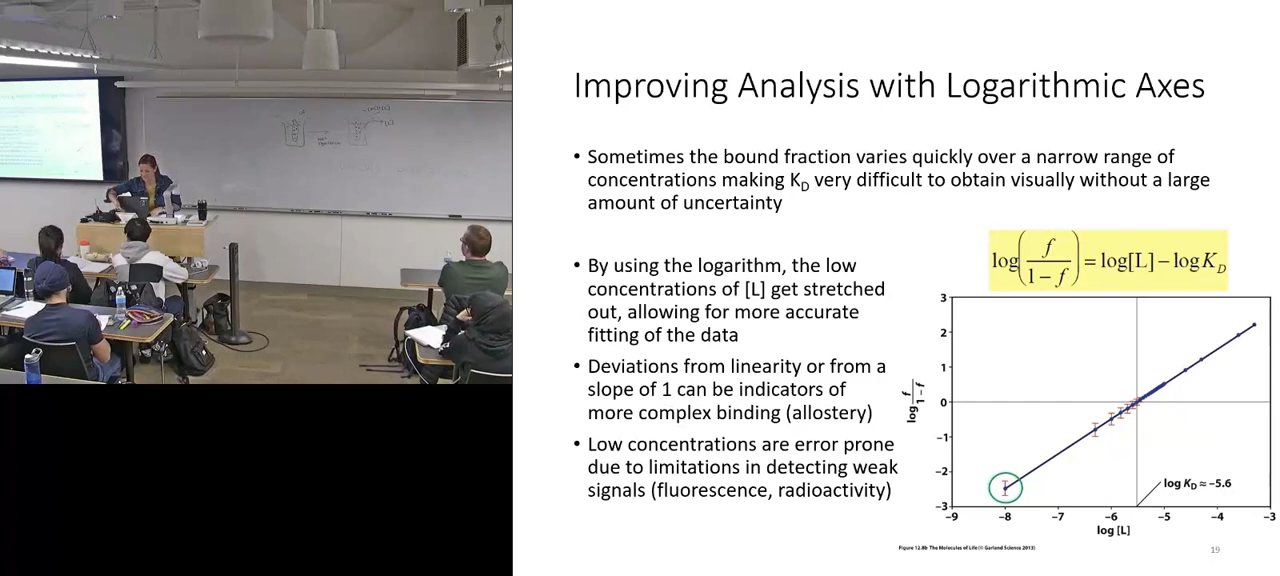 Improving Analysis with Logarithmic Axes
• Sometimes the bound fraction varies quickly over a narrow range of
concentrations making K_D very difficult to obtain visually without a large
amount of uncertainty
• By using the logarithm, the low
concentrations of [L] get stretched
out, allowing for more accurate
fitting of the data
• Deviations from linearity or from a
slope of 1 can be indicators of
more complex binding (allostery)
• Low concentrations are error prone
due to limitations in detecting weak
signals (fluorescence, radioactivity)
log(f/(1−f)) = log[L] − log K_D
3
2
1
0
−1
−2
−3
log f/(1−f)
log K_D ≈ −5.6
−9 −8 −7 −6 −5 −4 −3
log [L]
Figure 12.8b The Molecules of Life (© Garland Science 2013)
19